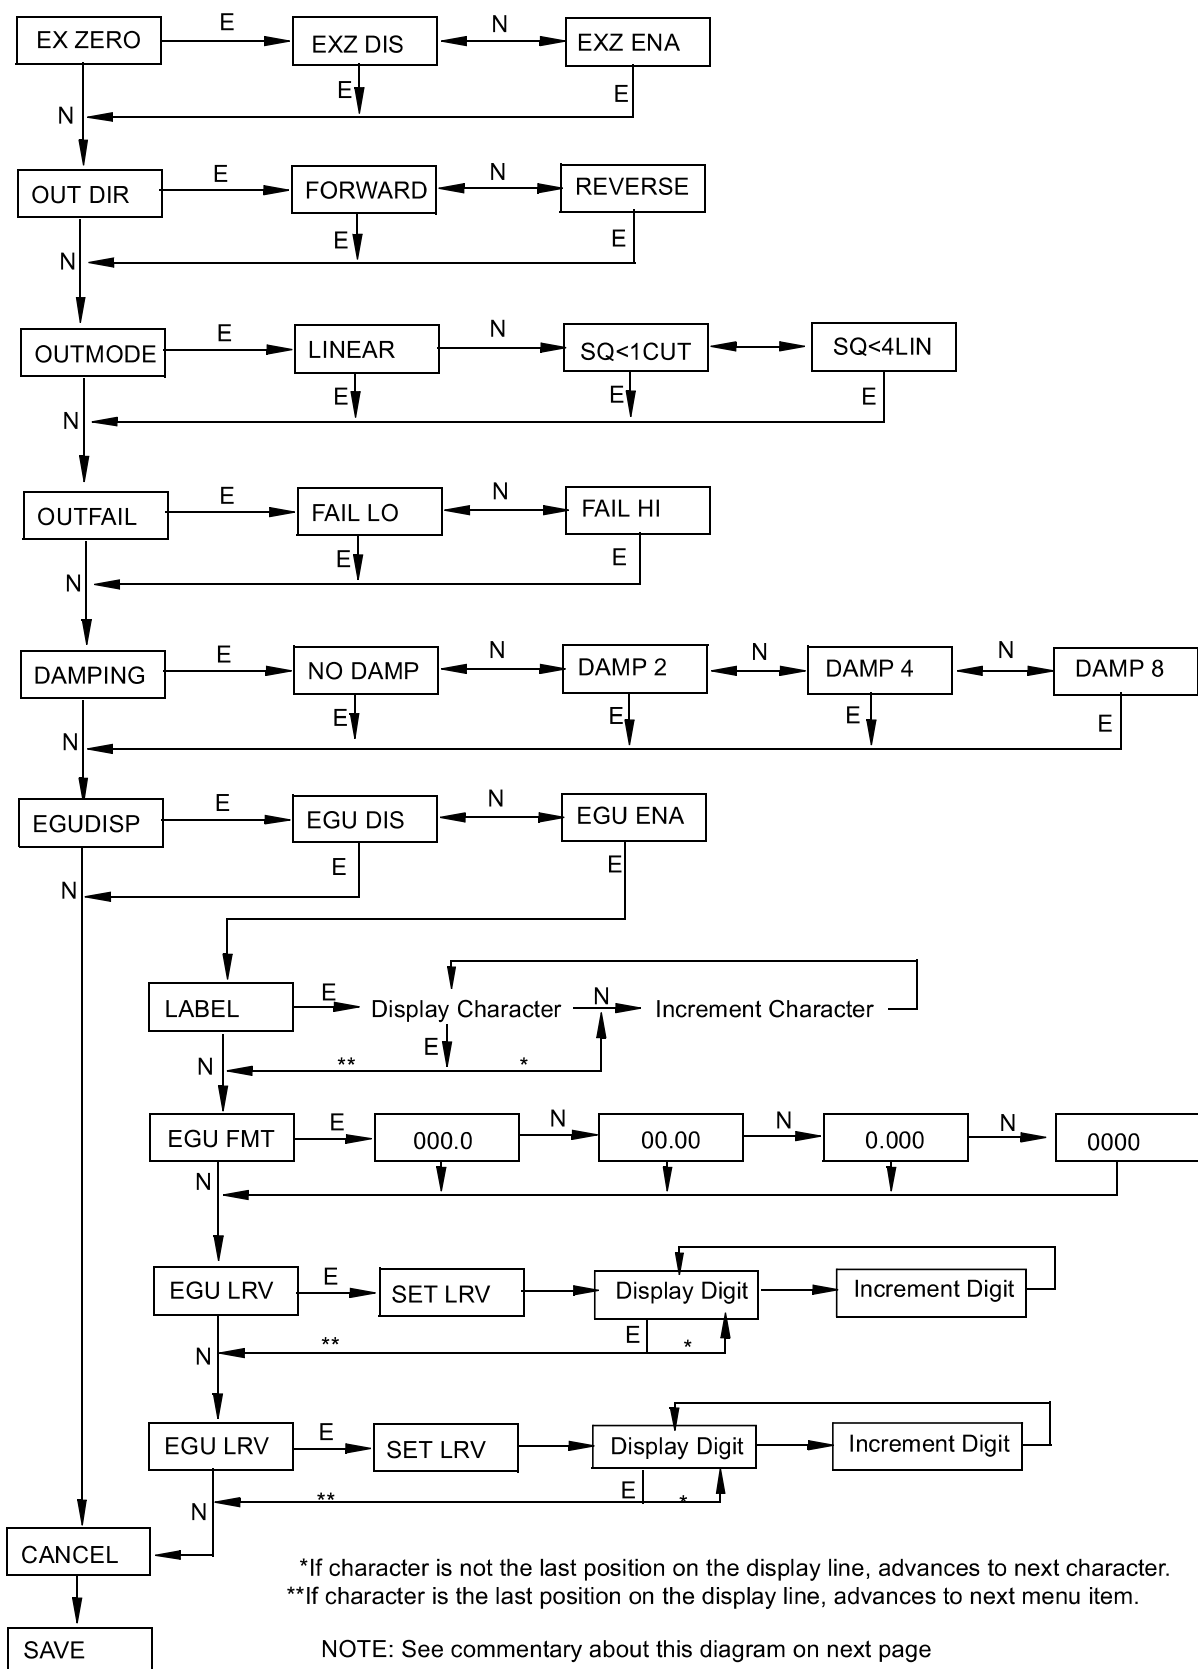 EX ZERO E EXZ DIS N EXZ ENA
E E
N
OUT DIR E FORWARD N REVERSE
E E
N
OUTMODE E LINEAR N SQ<1CUT SQ<4LIN
E E E
N
OUTFAIL E FAIL LO N FAIL HI
E E
N
DAMPING E NO DAMP N DAMP 2 N DAMP 4 N DAMP 8
E E E E
N
EGUDISP E EGU DIS N EGU ENA
E E
N
LABEL E Display Character N Increment Character
E
N ** *
EGU FMT E 000.0 N 00.00 N 0.000 N 0000
N
EGU LRV E SET LRV Display Digit Increment Digit
E
N ** *
EGU LRV E SET LRV Display Digit Increment Digit
E
N ** *
CANCEL
*If character is not the last position on the display line, advances to next character.
**If character is the last position on the display line, advances to next menu item.
SAVE
NOTE: See commentary about this diagram on next page